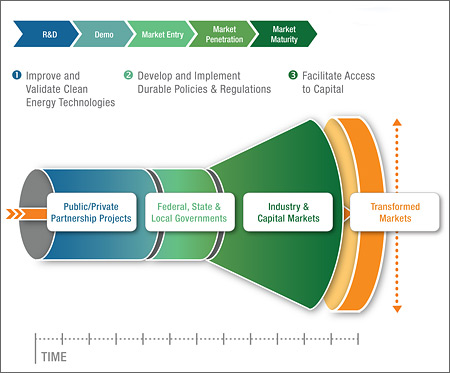 R&D
Demo
Market Entry
Market
Penetration
Market
Maturity
1 Improve and
Validate Clean
Energy Technologies
2 Develop and Implement
Durable Policies & Regulations
3 Facilitate Access
to Capital
Public/Private
Partnership Projects
Federal, State &
Local Governments
Industry &
Capital Markets
Transformed
Markets
TIME